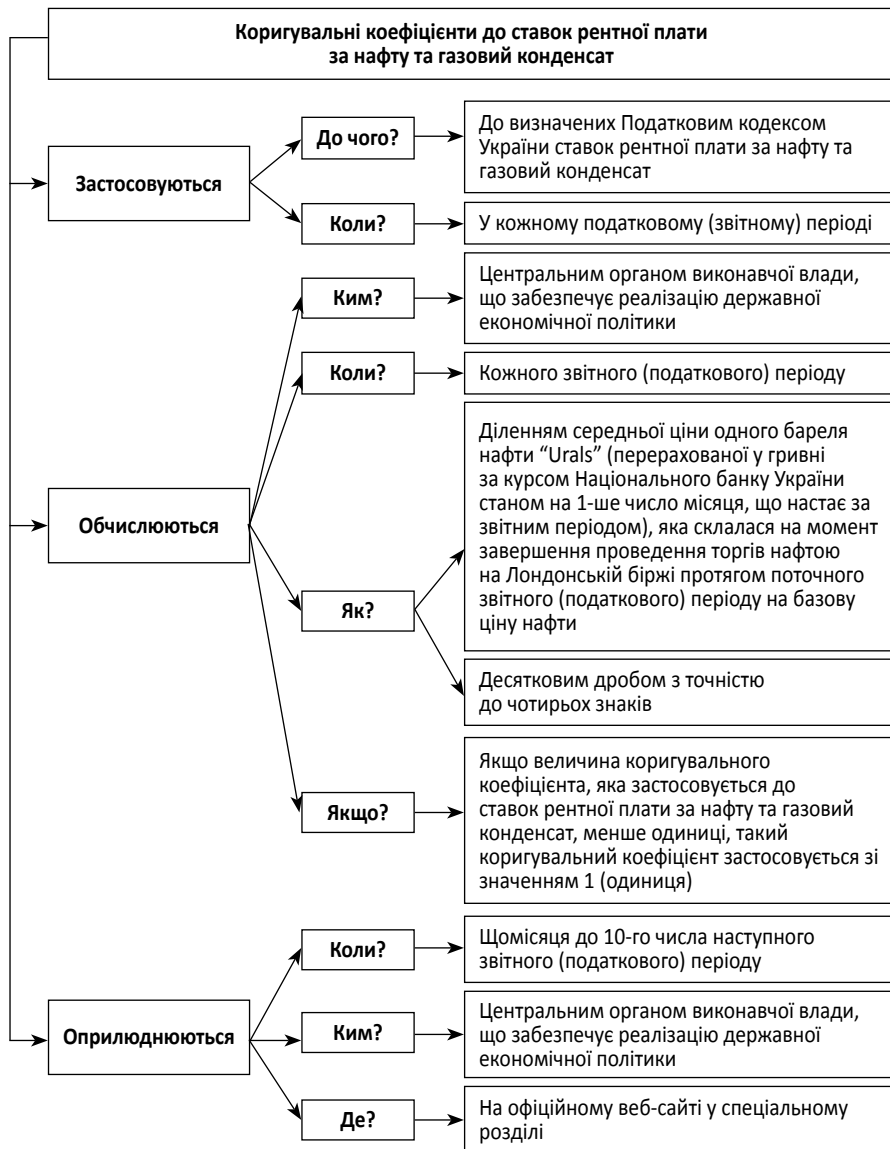 Коригувальні коефіцієнти до ставок рентної плати
за нафту та газовий конденсат
Застосовуються
До чого?
До визначених Податковим кодексом
України ставок рентної плати за нафту та
газовий конденсат
Коли?
У кожному податковому (звітному) періоді
Обчислюються
Ким?
Центральним органом виконавчої влади,
що забезпечує реалізацію державної
економічної політики
Коли?
Кожного звітного (податкового) періоду
Як?
Діленням середньої ціни одного бареля
нафти “Urals” (перерахованої у гривні
за курсом Національного банку України
станом на 1-ше число місяця, що настає за
звітним періодом), яка склалася на момент
завершення проведення торгів нафтою
на Лондонській біржі протягом поточного
звітного (податкового) періоду на базову
ціну нафти
Десятковим дробом з точністю
до чотирьох знаків
Якщо?
Якщо величина коригувального
коефіцієнта, яка застосовується до
ставок рентної плати за нафту та газовий
конденсат, менше одиниці, такий
коригувальний коефіцієнт застосовується зі
значенням 1 (одиниця)
Оприлюднюються
Коли?
Щомісяця до 10-го числа наступного
звітного (податкового) періоду
Ким?
Центральним органом виконавчої влади,
що забезпечує реалізацію державної
економічної політики
Де?
На офіційному веб-сайті у спеціальному
розділі